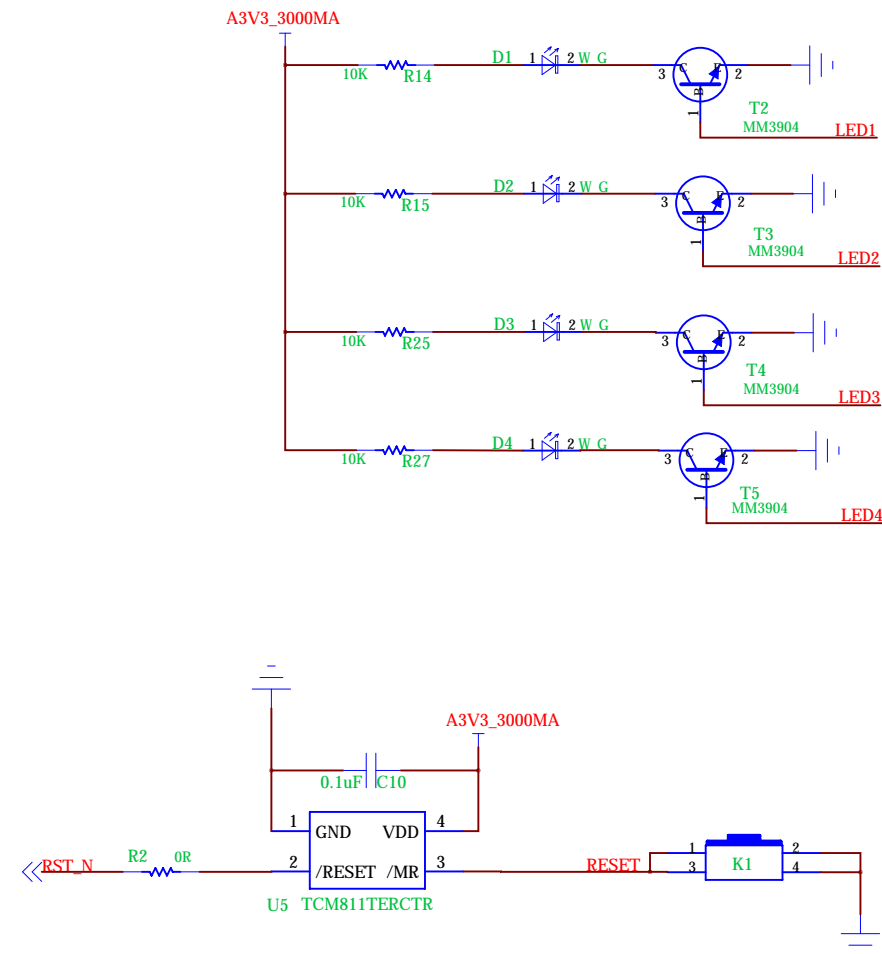 A3V3_3000MA
10K R14 D1 1 2 W G 3 C B E 2 1
T2
MM3904
LED1
10K R15 D2 1 2 W G 3 C B E 2 1
T3
MM3904
LED2
10K R25 D3 1 2 W G 3 C B E 2 1
T4
MM3904
LED3
10K R27 D4 1 2 W G 3 C B E 2 1
T5
MM3904
LED4
A3V3_3000MA
0.1uF C10
1 GND VDD 4
RST_N R2 0R 2 /RESET /MR 3 RESET
U5 TCM811TERCTR
1 2
3 K1 4